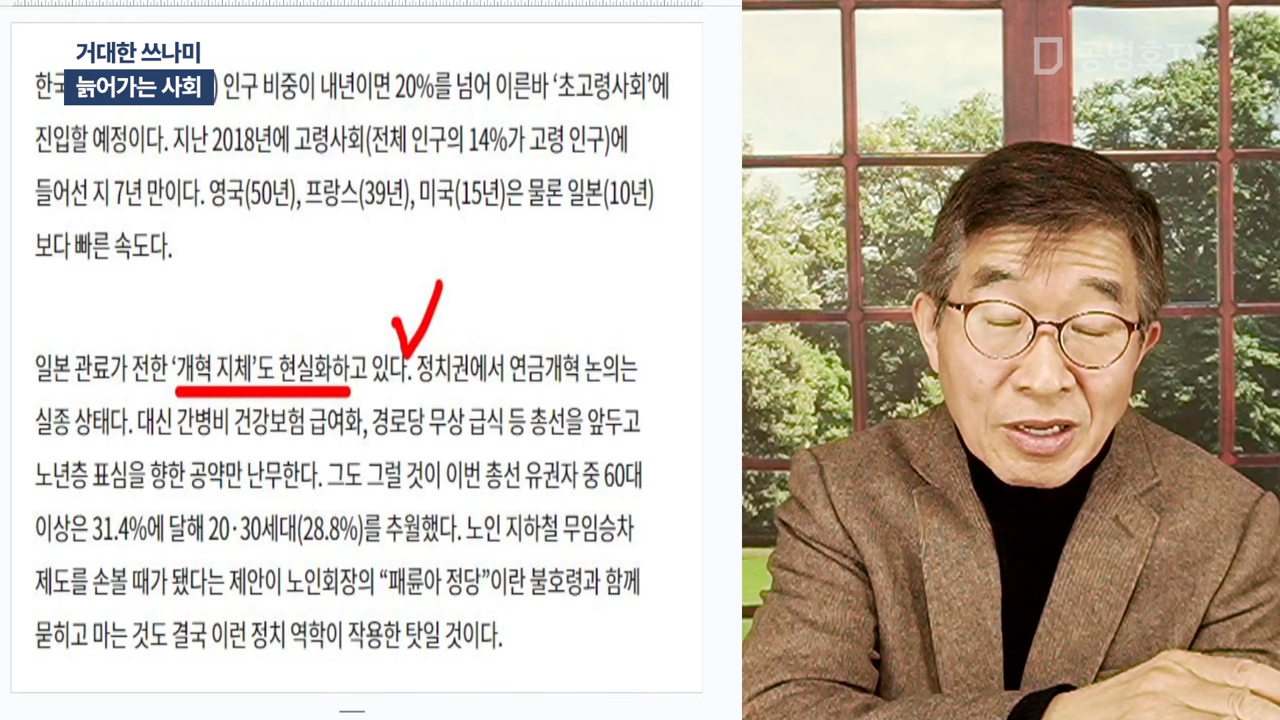 거대한 쓰나미
늙어가는 사회
공병호TV
한국 ) 인구 비중이 내년이면 20%를 넘어 이른바 ‘초고령사회’에
진입할 예정이다. 지난 2018년에 고령사회(전체 인구의 14%가 고령 인구)에
들어선 지 7년 만이다. 영국(50년), 프랑스(39년), 미국(15년)은 물론 일본(10년)
보다 빠른 속도다.
일본 관료가 전한 ‘개혁 지체’도 현실화하고 있다. 정치권에서 연금개혁 논의는
실종 상태다. 대신 간병비 건강보험 급여화, 경로당 무상 급식 등 총선을 앞두고
노년층 표심을 향한 공약만 난무한다. 그도 그럴 것이 이번 총선 유권자 중 60대
이상은 31.4%에 달해 20·30세대(28.8%)를 추월했다. 노인 지하철 무임승차
제도를 손볼 때가 됐다는 제안이 노인회장의 “패륜아 정당”이란 불호령과 함께
묻히고 마는 것도 결국 이런 정치 역학이 작용한 탓일 것이다.